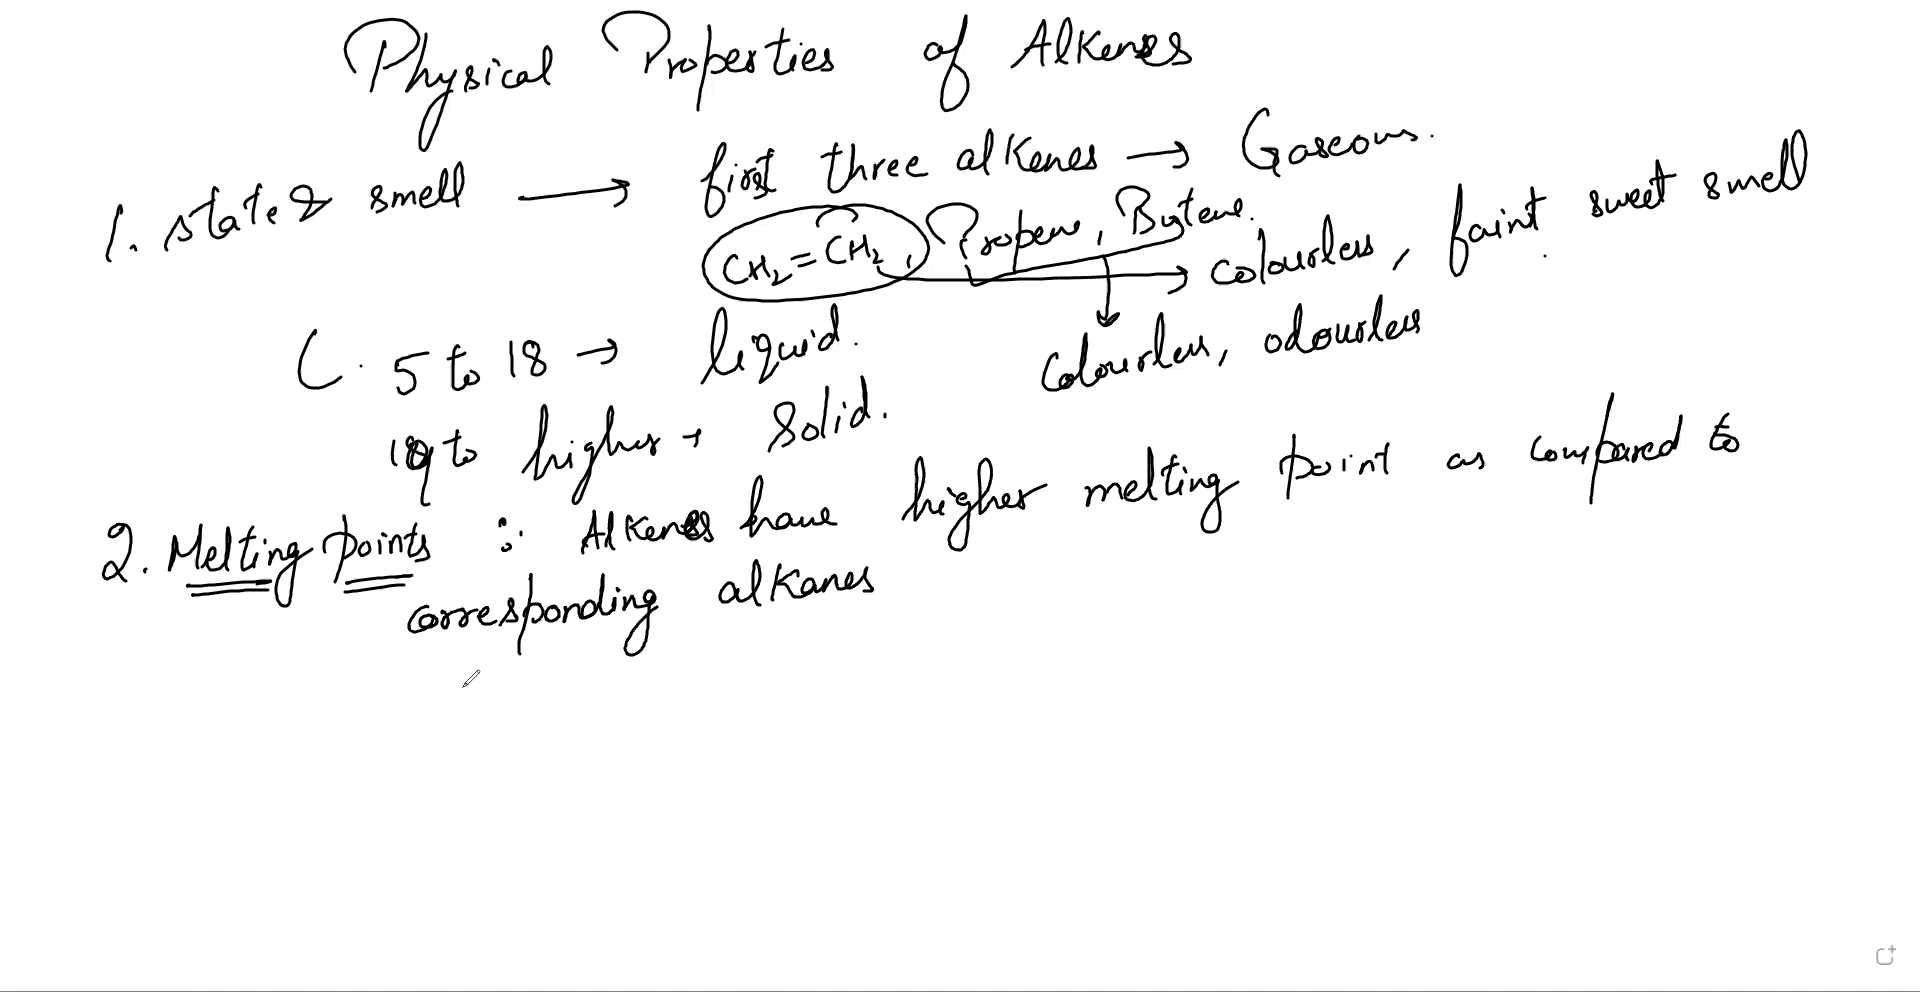 Physical Properties of Alkenes
1. state & smell → first three alkenes → Gaseous.
CH₂=CH₂, Propene, Butene.
colourless, faint sweet smell
colourless, odourless
C. 5 to 18 → liquid.
19 to higher → Solid.
2. Melting points : Alkenes have higher melting point as compared to
corresponding alkanes